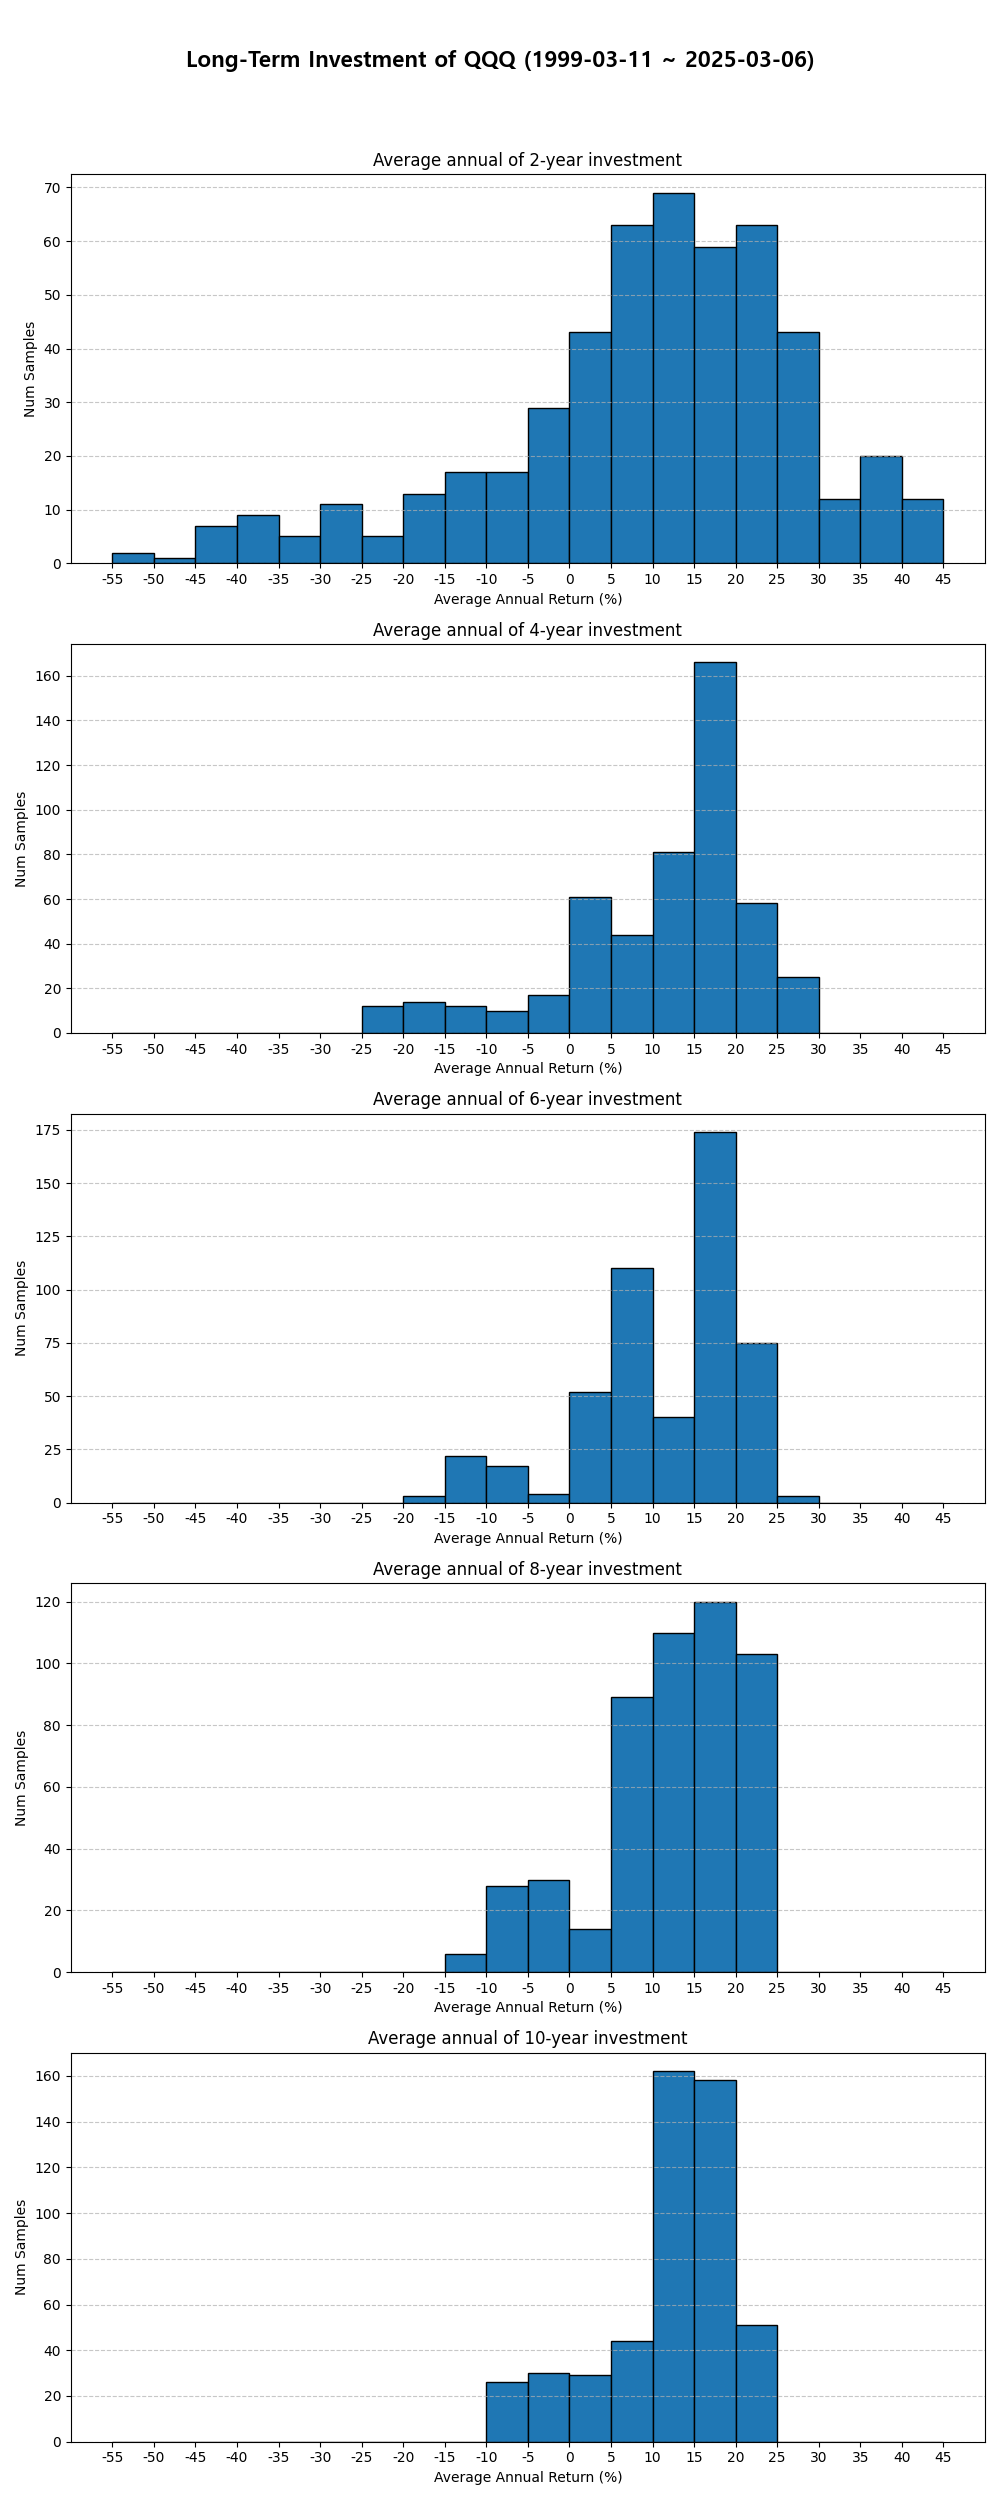 Long-Term Investment of QQQ (1999-03-11 ~ 2025-03-06)
Average annual of 2-year investment
70
60
50
40
30
20
10
0
Num Samples
-55 -50 -45 -40 -35 -30 -25 -20 -15 -10 -5 0 5 10 15 20 25 30 35 40 45
Average Annual Return (%)
Average annual of 4-year investment
160
140
120
100
80
60
40
20
0
Num Samples
-55 -50 -45 -40 -35 -30 -25 -20 -15 -10 -5 0 5 10 15 20 25 30 35 40 45
Average Annual Return (%)
Average annual of 6-year investment
175
150
125
100
75
50
25
0
Num Samples
-55 -50 -45 -40 -35 -30 -25 -20 -15 -10 -5 0 5 10 15 20 25 30 35 40 45
Average Annual Return (%)
Average annual of 8-year investment
120
100
80
60
40
20
0
Num Samples
-55 -50 -45 -40 -35 -30 -25 -20 -15 -10 -5 0 5 10 15 20 25 30 35 40 45
Average Annual Return (%)
Average annual of 10-year investment
160
140
120
100
80
60
40
20
0
Num Samples
-55 -50 -45 -40 -35 -30 -25 -20 -15 -10 -5 0 5 10 15 20 25 30 35 40 45
Average Annual Return (%)